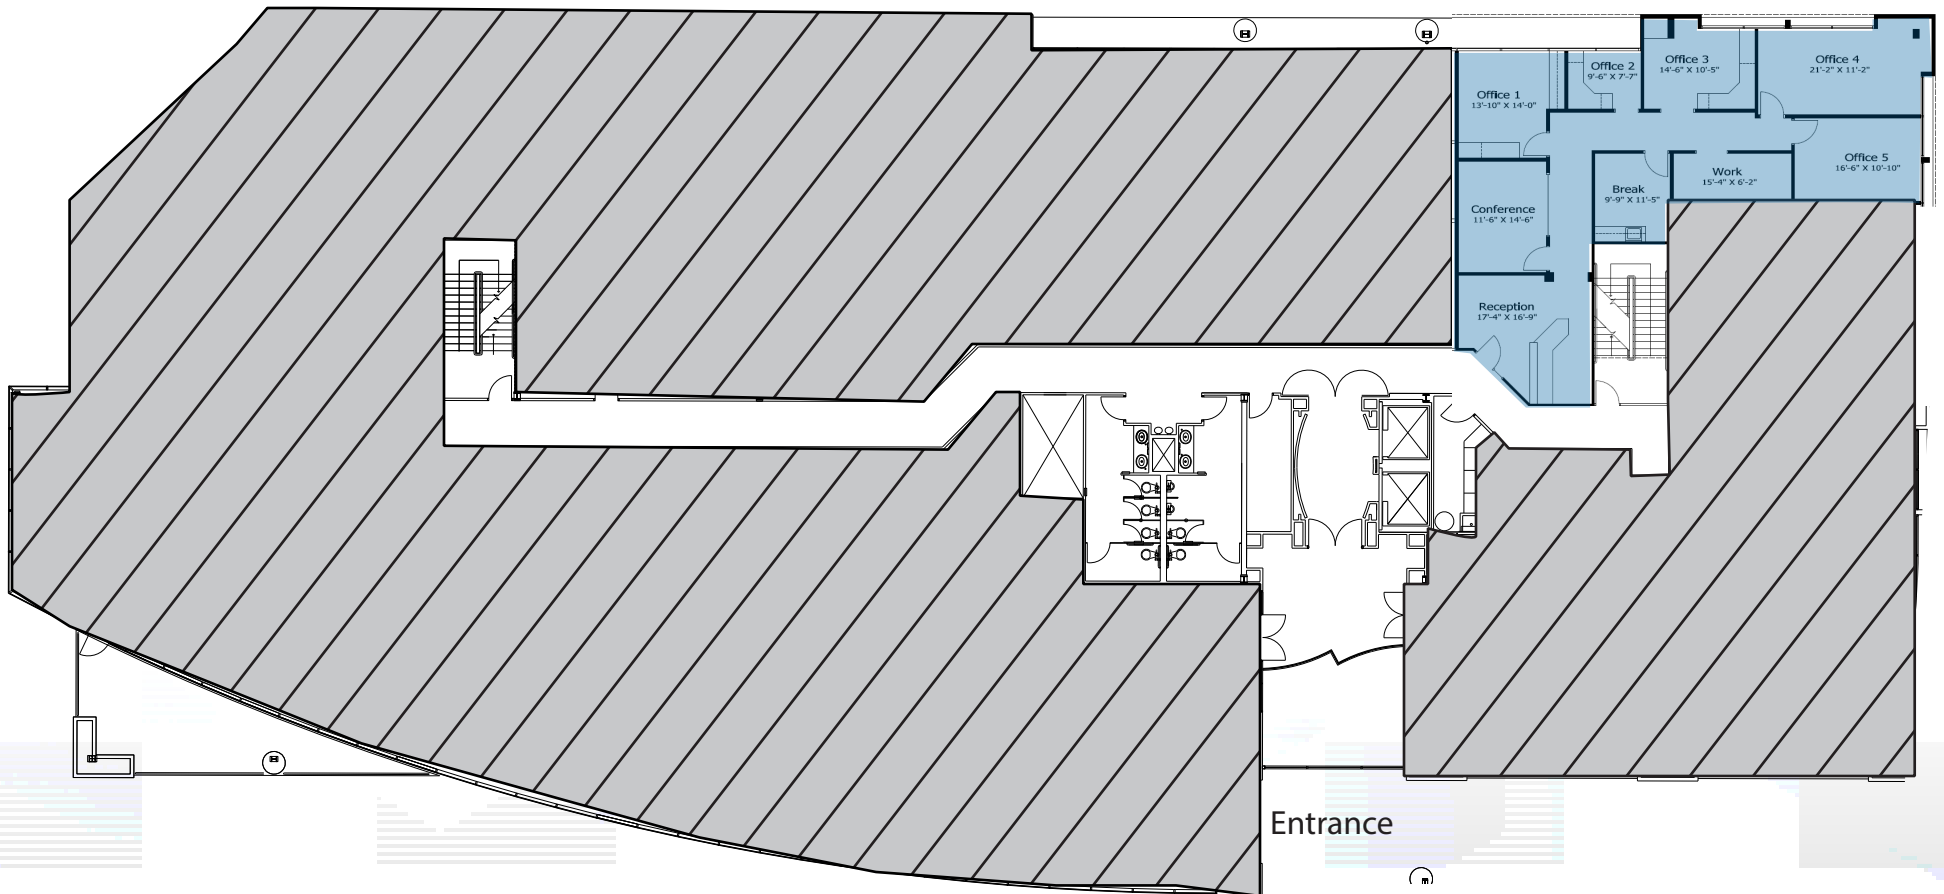 Office 1
13'-10" X 14'-0"
Office 2
9'-6" X 7'-7"
Office 3
14'-6" X 10'-5"
Office 4
21'-2" X 11'-2"
Office 5
16'-6" X 10'-10"
Work
15'-4" X 6'-2"
Break
9'-9" X 11'-5"
Conference
11'-6" X 14'-6"
Reception
17'-4" X 16'-9"
Entrance